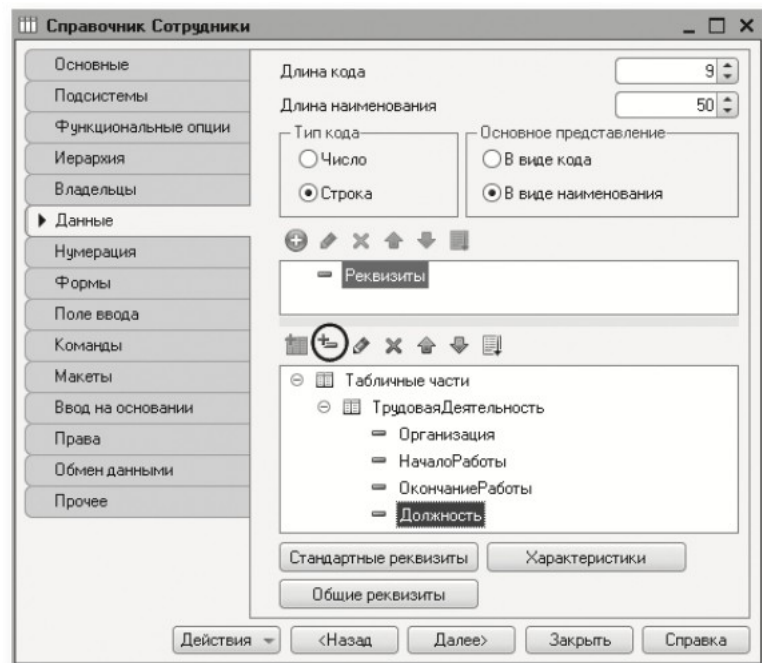 Справочник Сотрудники
Основные
Подсистемы
Функциональные опции
Иерархия
Владельцы
Данные
Нумерация
Формы
Поле ввода
Команды
Макеты
Ввод на основании
Права
Обмен данными
Прочее
Длина кода 9
Длина наименования 50
Тип кода Основное представление
Число В виде кода
Строка В виде наименования
Реквизиты
Табличные части
ТрудоваяДеятельность
Организация
НачалоРаботы
ОкончаниеРаботы
Должность
Стандартные реквизиты Характеристики
Общие реквизиты
Действия <Назад Далее> Закрыть Справка